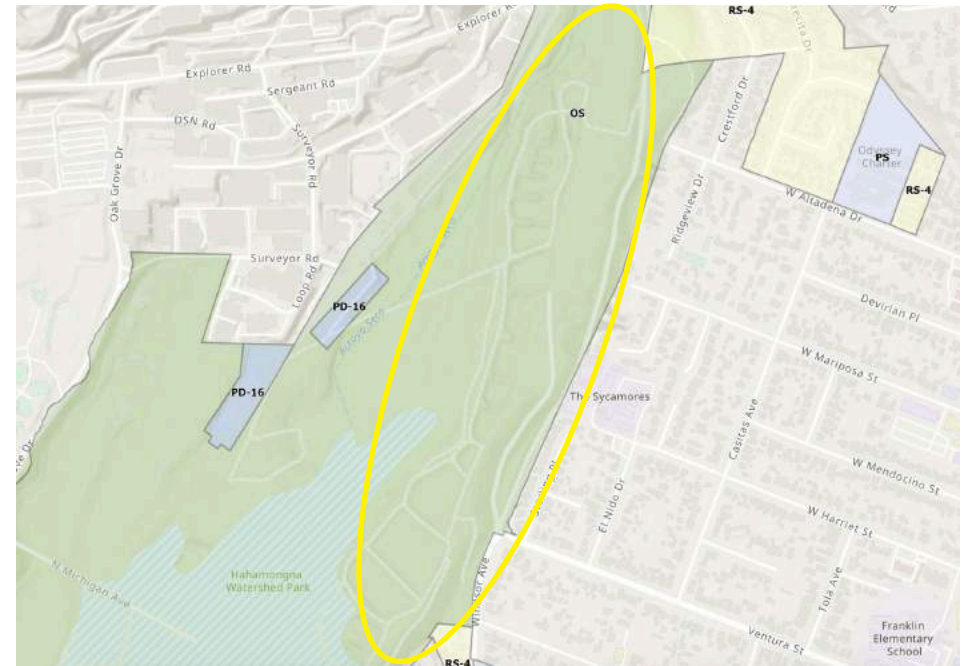 RS-4
Explorer Rd
Explorer Rd
Sergeant Rd
DSN Rd
Surveyor Rd
OS
Crestford Dr
Odyssey
Charter
PS
RS-4
Oak Grove Dr
W Altadena Dr
Ridgeview Dr
Surveyor Rd
Loop Rd
PD-16
Devirian Pl
W Mariposa St
PD-16
The Sycamores
Casitas Ave
W Mendocino St
El Nido Dr
W Harriet St
N Michigan Ave
Hahamongna
Watershed Park
Windsor Ave
Tola Ave
Ventura St
Franklin
Elementary
School
RS-4